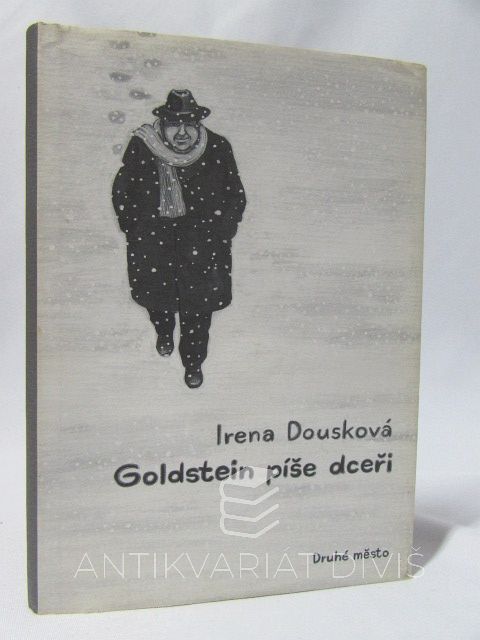 Irena Dousková
Goldstein píše dceři
ANTIKVARIÁT DIVIŠ
Druhé město